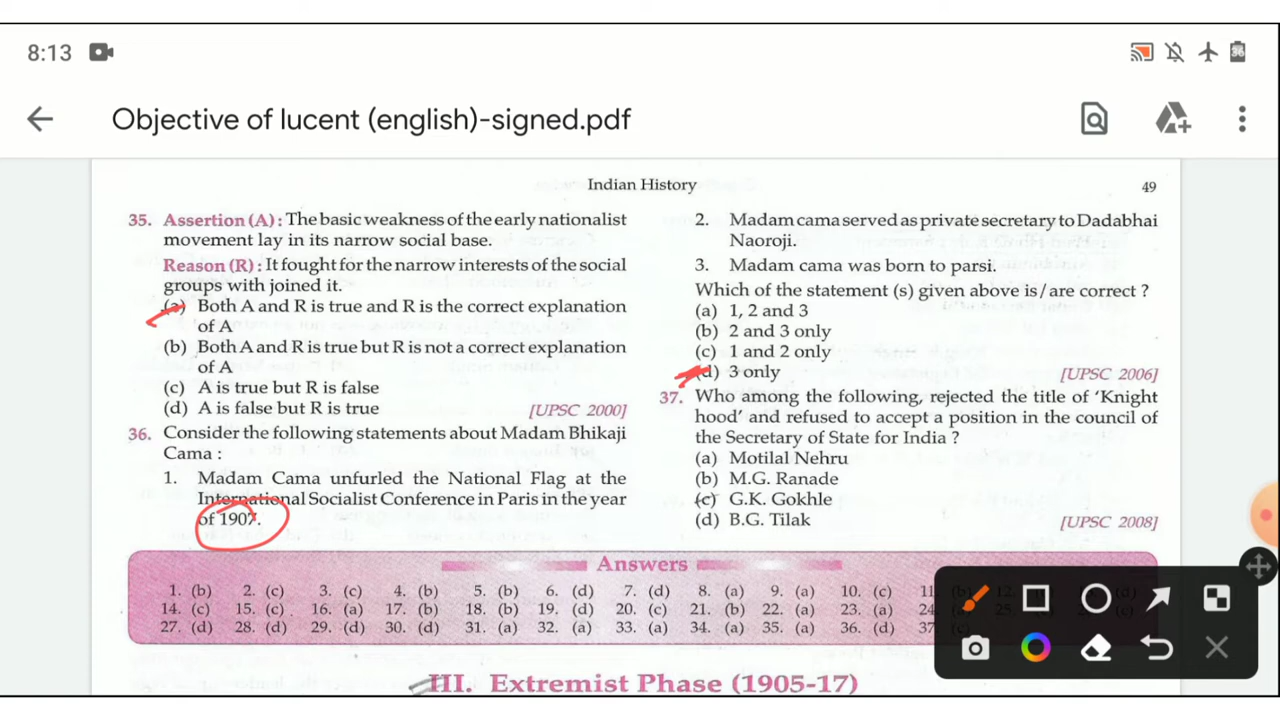 8:13
36
Objective of lucent (english)-signed.pdf
Indian History
49
35. Assertion (A) : The basic weakness of the early nationalist
movement lay in its narrow social base.
Reason (R) : It fought for the narrow interests of the social
groups with joined it.
(a) Both A and R is true and R is the correct explanation
of A
(b) Both A and R is true but R is not a correct explanation
of A
(c) A is true but R is false
(d) A is false but R is true [UPSC 2000]
36. Consider the following statements about Madam Bhikaji
Cama :
1. Madam Cama unfurled the National Flag at the
International Socialist Conference in Paris in the year
of 1907.
2. Madam cama served as private secretary to Dadabhai
Naoroji.
3. Madam cama was born to parsi.
Which of the statement (s) given above is/are correct ?
(a) 1, 2 and 3
(b) 2 and 3 only
(c) 1 and 2 only
(d) 3 only [UPSC 2006]
37. Who among the following, rejected the title of ‘Knight
hood’ and refused to accept a position in the council of
the Secretary of State for India ?
(a) Motilal Nehru
(b) M.G. Ranade
(c) G.K. Gokhle
(d) B.G. Tilak [UPSC 2008]
Answers
1. (b) 2. (c) 3. (c) 4. (b) 5. (b) 6. (d) 7. (d) 8. (a) 9. (a) 10. (c) 11.
14. (c) 15. (c) 16. (a) 17. (b) 18. (b) 19. (d) 20. (c) 21. (b) 22. (a) 23. (a) 24.
27. (d) 28. (d) 29. (d) 30. (d) 31. (a) 32. (a) 33. (a) 34. (a) 35. (a) 36. (d) 37.
III. Extremist Phase (1905-17)